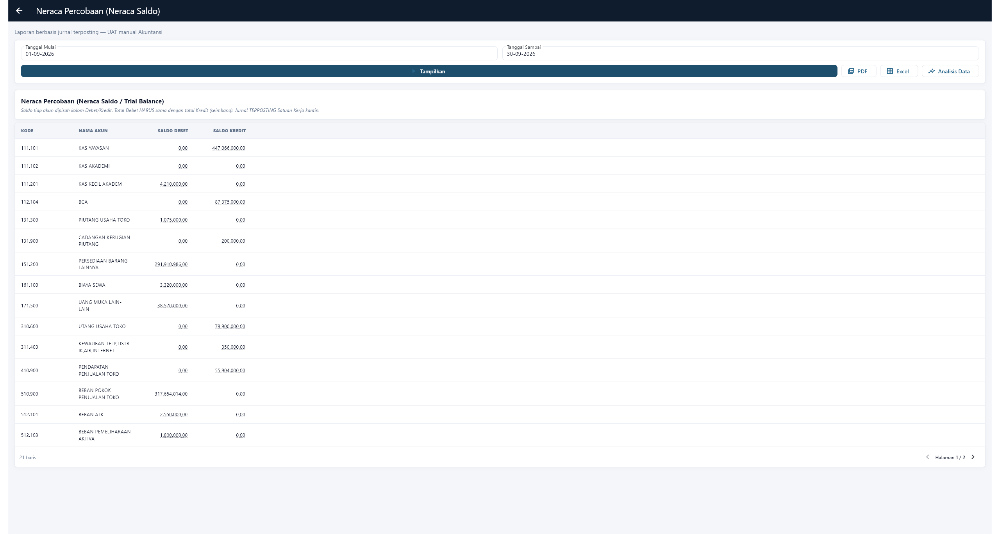 Neraca Percobaan (Neraca Saldo)
Laporan berbasis jurnal terposting — UAT manual Akuntansi
Tanggal Mulai
01-09-2026
Tanggal Sampai
30-09-2026
Tampilkan
PDF
Excel
Analisis Data
Neraca Percobaan (Neraca Saldo / Trial Balance)
Saldo tiap akun dipisah kolom Debet/Kredit. Total Debet HARUS sama dengan total Kredit (seimbang). Jurnal TERPOSTING Satuan Kerja kantin.
KODE NAMA AKUN SALDO DEBET SALDO KREDIT
111.101 KAS YAYASAN 0,00 447.066.000,00
111.102 KAS AKADEMI 0,00 0,00
111.201 KAS KECIL AKADEM 4.210.000,00 0,00
112.104 BCA 0,00 87.375.000,00
131.300 PIUTANG USAHA TOKO 1.075.000,00 0,00
131.900 CADANGAN KERUGIAN
PIUTANG 0,00 200.000,00
151.200 PERSEDIAAN BARANG
LAINNYA 291.910.986,00 0,00
161.100 BIAYA SEWA 3.320.000,00 0,00
171.500 UANG MUKA LAIN-
LAIN 38.570.000,00 0,00
310.600 UTANG USAHA TOKO 0,00 79.900.000,00
311.403 KEWAJIBAN TELP,LISTR
IK,AIR,INTERNET 0,00 350.000,00
410.900 PENDAPATAN
PENJUALAN TOKO 0,00 55.904.000,00
510.900 BEBAN POKOK
PENJUALAN TOKO 317.654.014,00 0,00
512.101 BEBAN ATK 2.550.000,00 0,00
512.103 BEBAN PEMELIHARAAN
AKTIVA 1.800.000,00 0,00
21 baris
Halaman 1 / 2